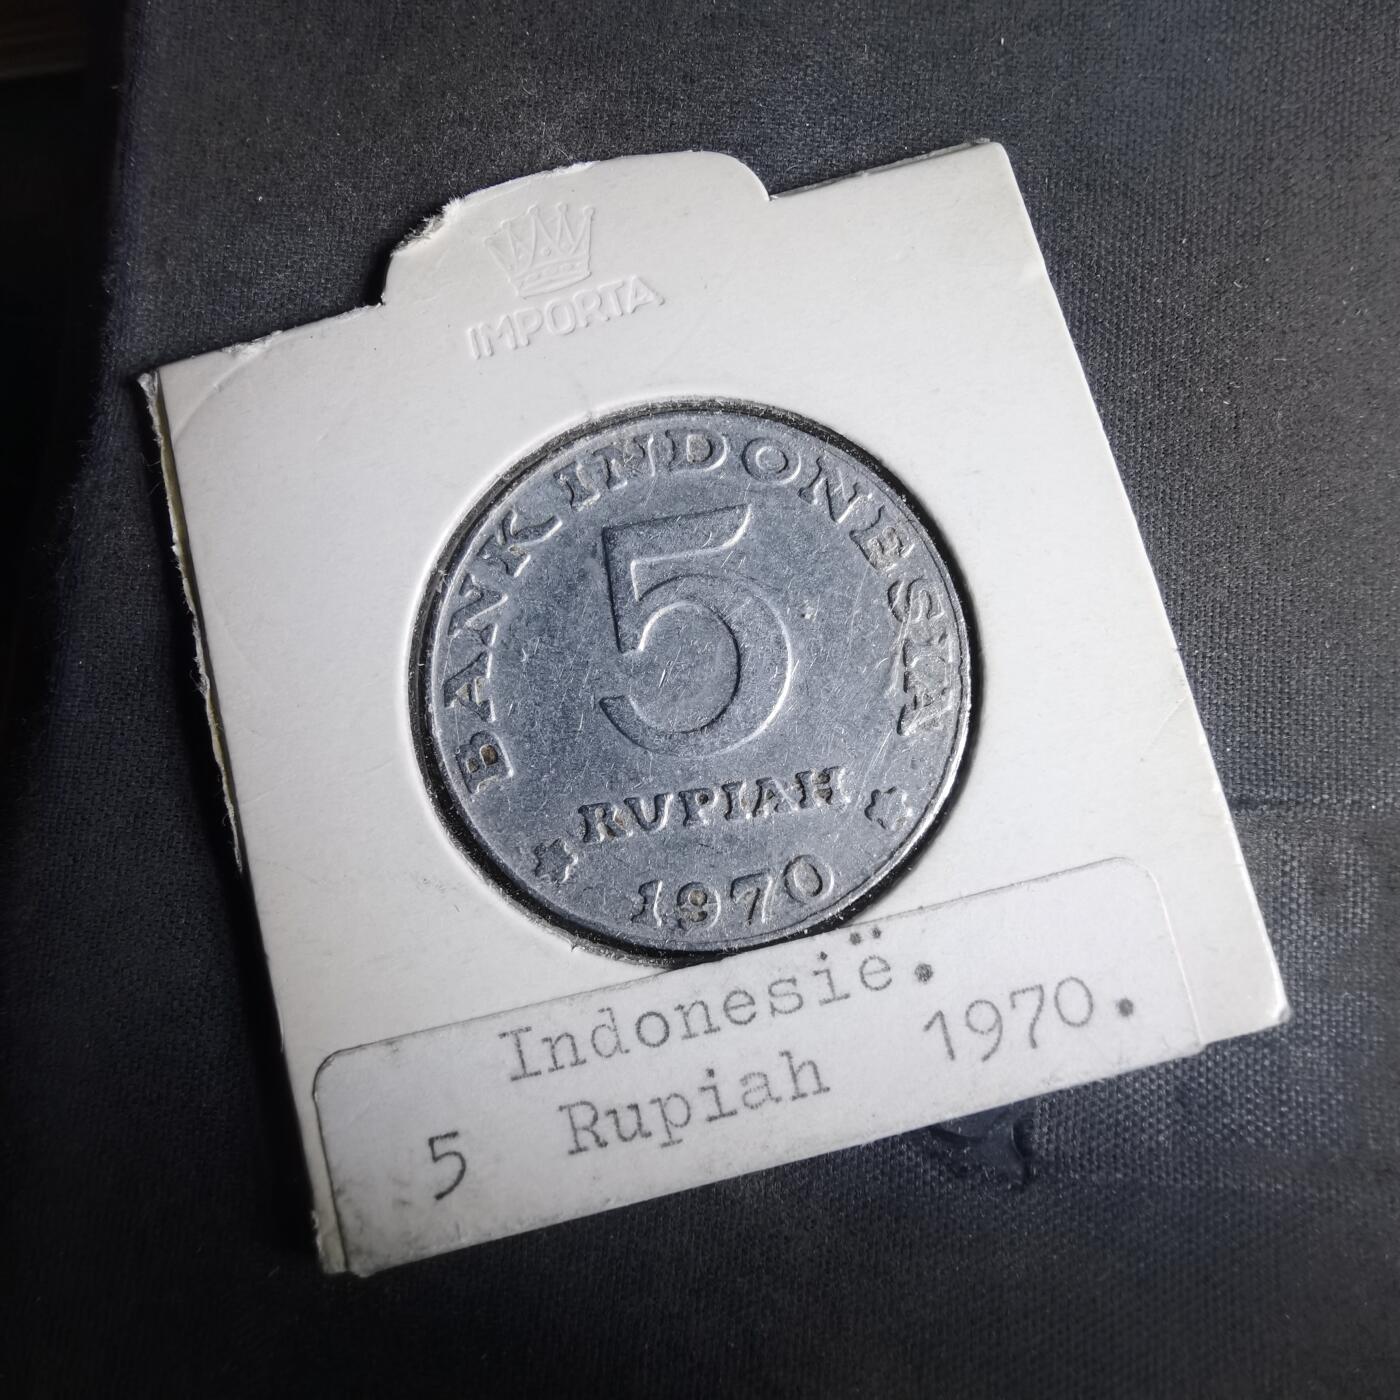 IMPORTA
BANK INDONESIA
5
RUPIAH
1970
Indonesië.
5 Rupiah 1970.